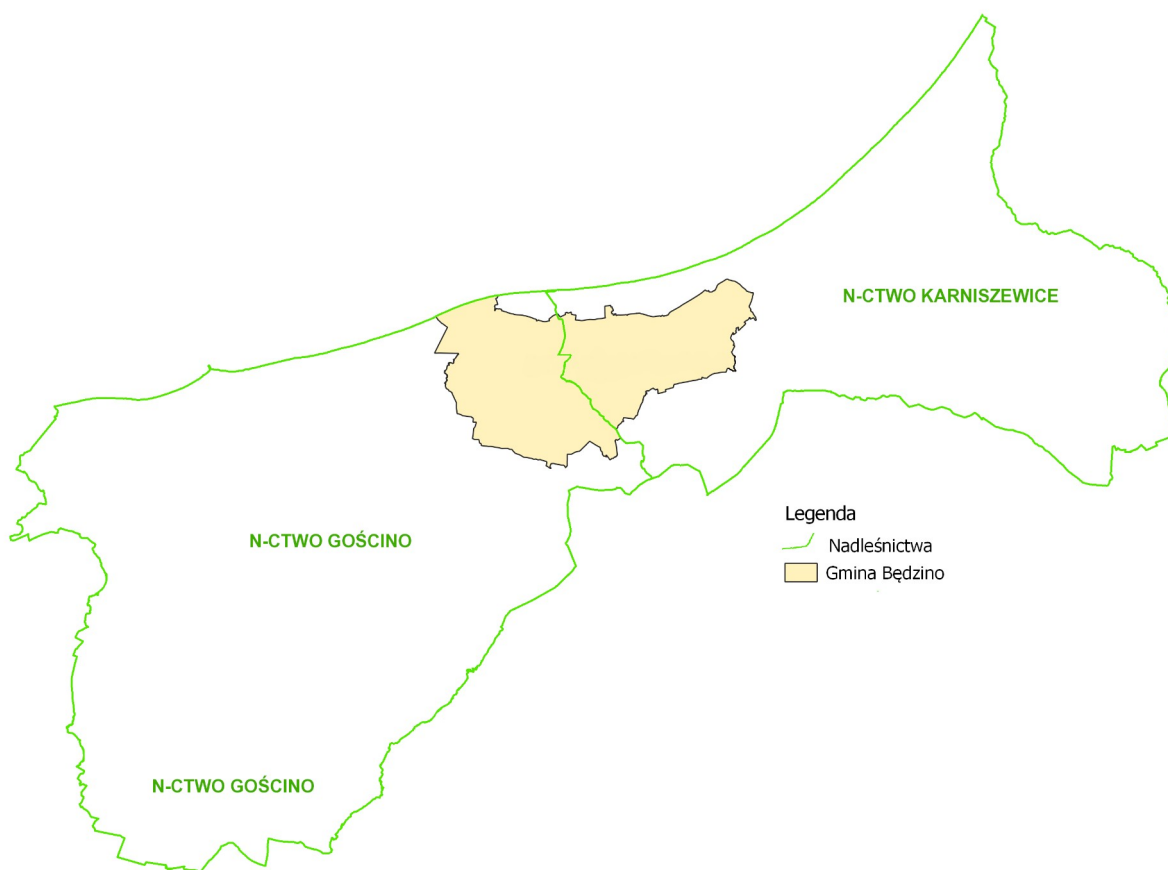 N-CTWO KARNISZEWICE
N-CTWO GOŚCINO
Legenda
Nadleśnictwa
Gmina Będzino
N-CTWO GOŚCINO